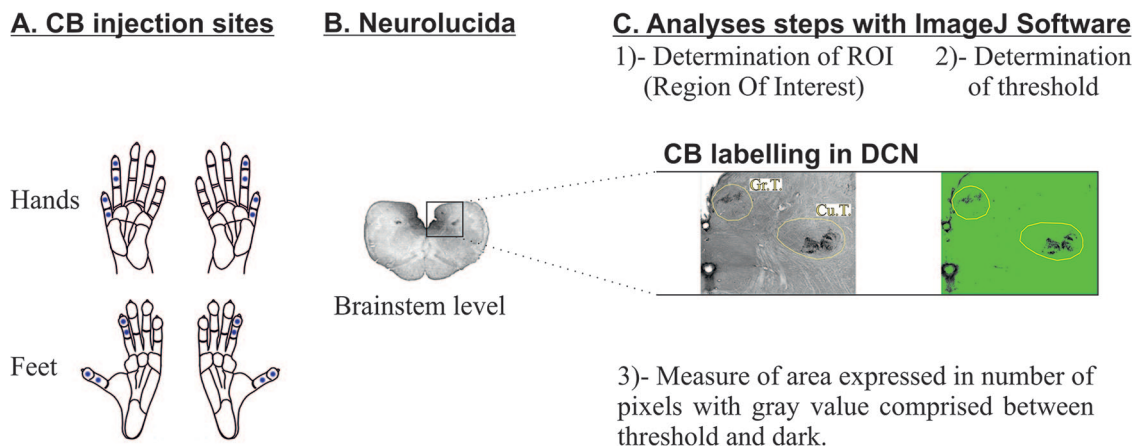 A. CB injection sites
Hands
Feet
B. Neurolucida
Brainstem level
C. Analyses steps with ImageJ Software
1)- Determination of ROI
(Region Of Interest)
2)- Determination
of threshold
CB labelling in DCN
Gr.T.
Cu.T.
3)- Measure of area expressed in number of
pixels with gray value comprised between
threshold and dark.